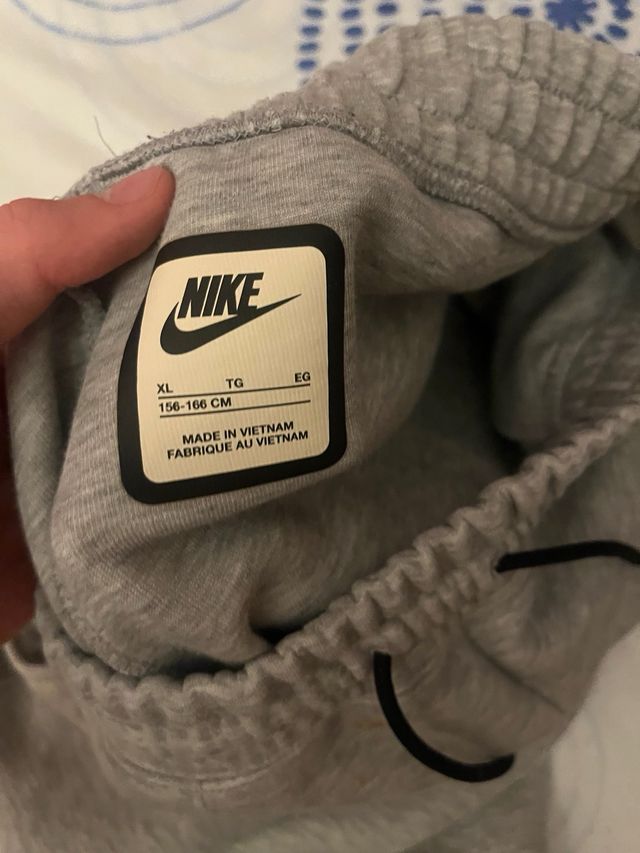 NIKE
XL TG EG
156-166 CM
MADE IN VIETNAM
FABRIQUE AU VIETNAM